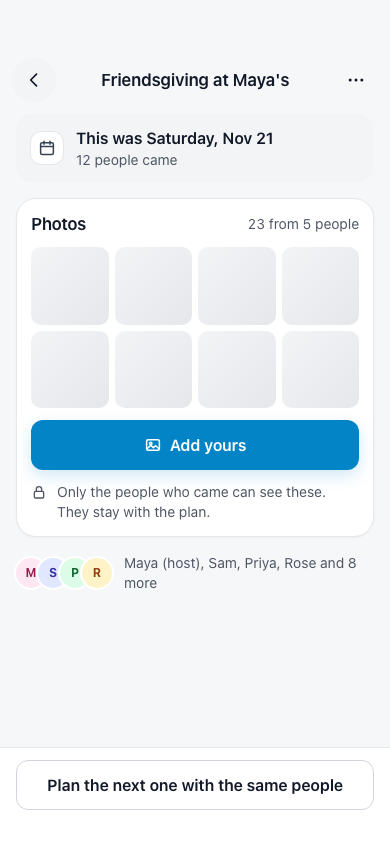 Friendsgiving at Maya's
This was Saturday, Nov 21
12 people came
Photos
23 from 5 people
Add yours
Only the people who came can see these.
They stay with the plan.
M S P R
Maya (host), Sam, Priya, Rose and 8
more
Plan the next one with the same people